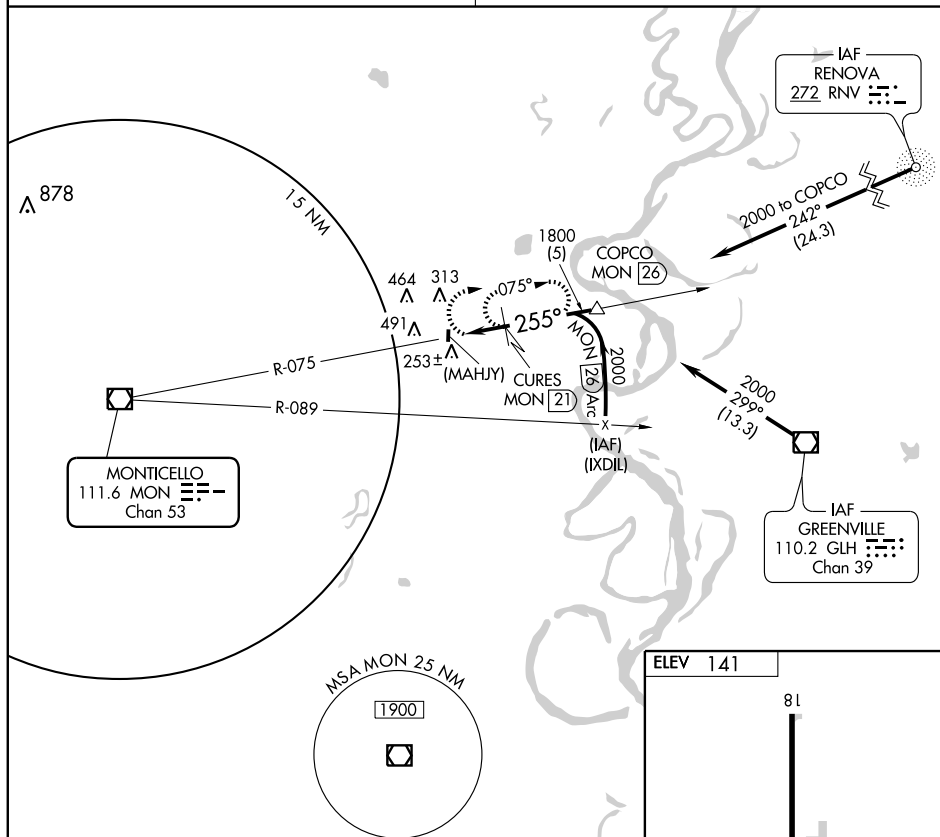 IAF
RENOVA
272 RNV
878
15 NM
2000 to COPCO
242°
(24.3)
1800
(5)
COPCO
MON 26
464
313
075°
255°
491
253±
(MAHJY)
CURES
MON 21
MON 26 Arc
2000
R-075
R-089
(IAF)
(IXDIL)
2000
299°
(13.3)
MONTICELLO
111.6 MON
Chan 53
IAF
GREENVILLE
110.2 GLH
Chan 39
MSA MON 25 NM
1900
ELEV 141
18